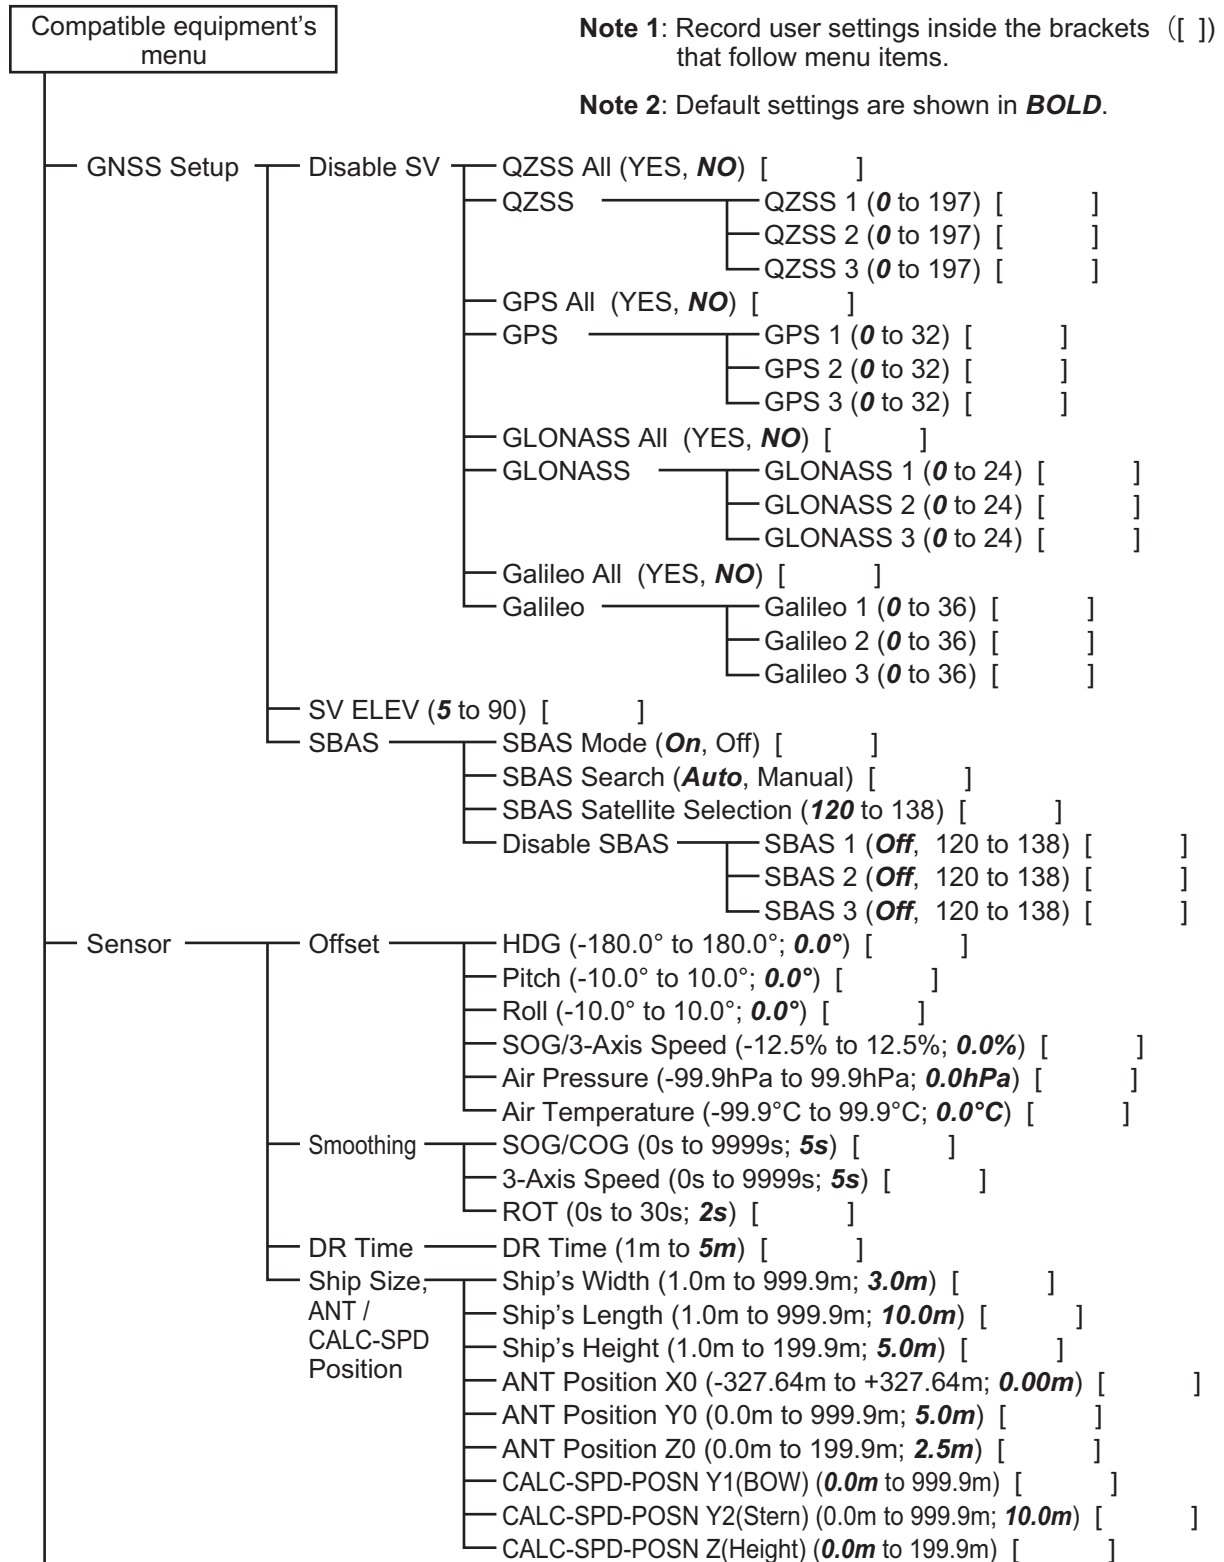 Compatible equipment's
menu
Note 1: Record user settings inside the brackets ([ ])
that follow menu items.
Note 2: Default settings are shown in BOLD.
GNSS Setup
Disable SV
QZSS All (YES, NO) [ ]
QZSS
QZSS 1 (0 to 197) [ ]
QZSS 2 (0 to 197) [ ]
QZSS 3 (0 to 197) [ ]
GPS All (YES, NO) [ ]
GPS
GPS 1 (0 to 32) [ ]
GPS 2 (0 to 32) [ ]
GPS 3 (0 to 32) [ ]
GLONASS All (YES, NO) [ ]
GLONASS
GLONASS 1 (0 to 24) [ ]
GLONASS 2 (0 to 24) [ ]
GLONASS 3 (0 to 24) [ ]
Galileo All (YES, NO) [ ]
Galileo
Galileo 1 (0 to 36) [ ]
Galileo 2 (0 to 36) [ ]
Galileo 3 (0 to 36) [ ]
SV ELEV (5 to 90) [ ]
SBAS
SBAS Mode (On, Off) [ ]
SBAS Search (Auto, Manual) [ ]
SBAS Satellite Selection (120 to 138) [ ]
Disable SBAS
SBAS 1 (Off, 120 to 138) [ ]
SBAS 2 (Off, 120 to 138) [ ]
SBAS 3 (Off, 120 to 138) [ ]
Sensor
Offset
HDG (-180.0° to 180.0°; 0.0°) [ ]
Pitch (-10.0° to 10.0°; 0.0°) [ ]
Roll (-10.0° to 10.0°; 0.0°) [ ]
SOG/3-Axis Speed (-12.5% to 12.5%; 0.0%) [ ]
Air Pressure (-99.9hPa to 99.9hPa; 0.0hPa) [ ]
Air Temperature (-99.9°C to 99.9°C; 0.0°C) [ ]
Smoothing
SOG/COG (0s to 9999s; 5s) [ ]
3-Axis Speed (0s to 9999s; 5s) [ ]
ROT (0s to 30s; 2s) [ ]
DR Time
DR Time (1m to 5m) [ ]
Ship Size,
ANT /
CALC-SPD
Position
Ship's Width (1.0m to 999.9m; 3.0m) [ ]
Ship's Length (1.0m to 999.9m; 10.0m) [ ]
Ship's Height (1.0m to 199.9m; 5.0m) [ ]
ANT Position X0 (-327.64m to +327.64m; 0.00m) [ ]
ANT Position Y0 (0.0m to 999.9m; 5.0m) [ ]
ANT Position Z0 (0.0m to 199.9m; 2.5m) [ ]
CALC-SPD-POSN Y1(BOW) (0.0m to 999.9m) [ ]
CALC-SPD-POSN Y2(Stern) (0.0m to 999.9m; 10.0m) [ ]
CALC-SPD-POSN Z(Height) (0.0m to 199.9m) [ ]